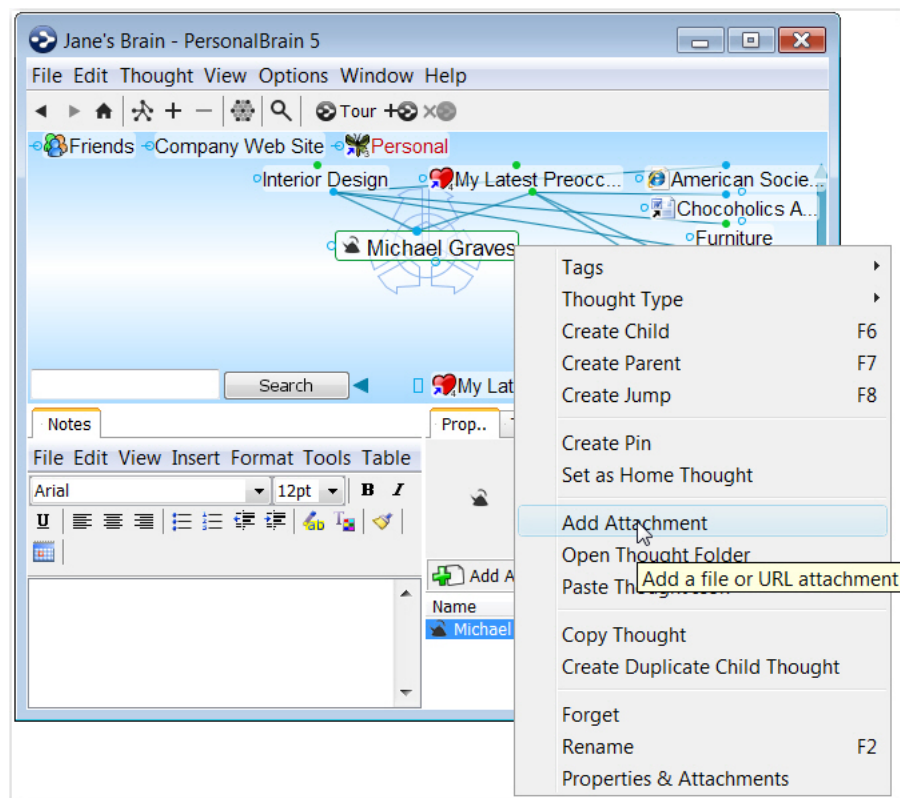 Jane's Brain - PersonalBrain 5
File Edit Thought View Options Window Help
Tour
Friends Company Web Site Personal
Interior Design My Latest Preocc... American Socie...
4
Chocoholics A...
Furniture
Michael Graves
Tags
Thought Type
Create Child F6
Create Parent F7
Create Jump F8
Search My Lat
4
Notes Prop..
Create Pin
File Edit View Insert Format Tools Table
Set as Home Thought
Arial 12pt B I
U ab T
Add Attachment
Open Thought Folder
Add a file or URL attachment
Paste Thought
Add A
Name
Michael
Copy Thought
Create Duplicate Child Thought
Forget
Rename F2
Properties & Attachments